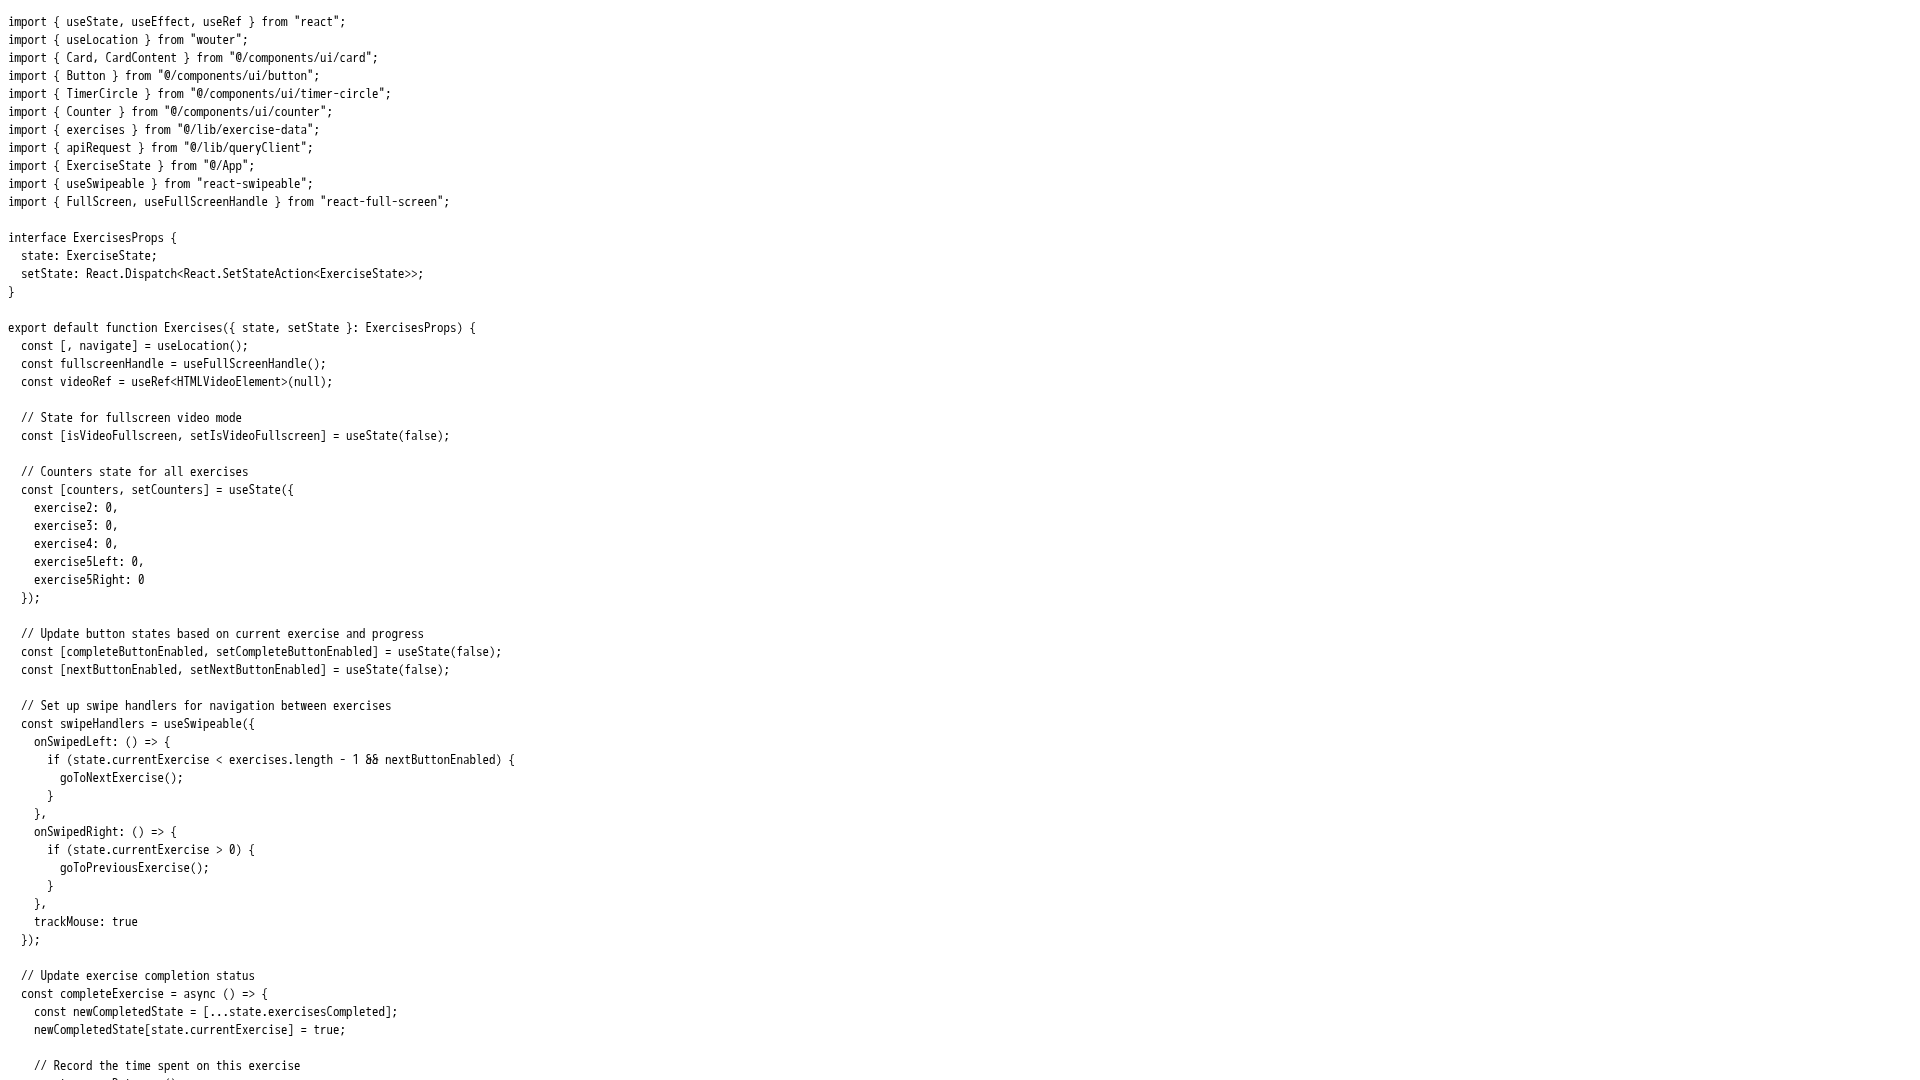 import { useState, useEffect, useRef } from "react";
import { useLocation } from "wouter";
import { Card, CardContent } from "@/components/ui/card";
import { Button } from "@/components/ui/button";
import { TimerCircle } from "@/components/ui/timer-circle";
import { Counter } from "@/components/ui/counter";
import { exercises } from "@/lib/exercise-data";
import { apiRequest } from "@/lib/queryClient";
import { ExerciseState } from "@/App";
import { useSwipeable } from "react-swipeable";
import { FullScreen, useFullScreenHandle } from "react-full-screen";

interface ExercisesProps {
  state: ExerciseState;
  setState: React.Dispatch<React.SetStateAction<ExerciseState>>;
}

export default function Exercises({ state, setState }: ExercisesProps) {
  const [, navigate] = useLocation();
  const fullscreenHandle = useFullScreenHandle();
  const videoRef = useRef<HTMLVideoElement>(null);

  // State for fullscreen video mode
  const [isVideoFullscreen, setIsVideoFullscreen] = useState(false);

  // Counters state for all exercises
  const [counters, setCounters] = useState({
    exercise2: 0,
    exercise3: 0,
    exercise4: 0,
    exercise5Left: 0,
    exercise5Right: 0
  });

  // Update button states based on current exercise and progress
  const [completeButtonEnabled, setCompleteButtonEnabled] = useState(false);
  const [nextButtonEnabled, setNextButtonEnabled] = useState(false);

  // Set up swipe handlers for navigation between exercises
  const swipeHandlers = useSwipeable({
    onSwipedLeft: () => {
      if (state.currentExercise < exercises.length - 1 && nextButtonEnabled) {
        goToNextExercise();
      }
    },
    onSwipedRight: () => {
      if (state.currentExercise > 0) {
        goToPreviousExercise();
      }
    },
    trackMouse: true
  });

  // Update exercise completion status
  const completeExercise = async () => {
    const newCompletedState = [...state.exercisesCompleted];
    newCompletedState[state.currentExercise] = true;

    // Record the time spent on this exercise